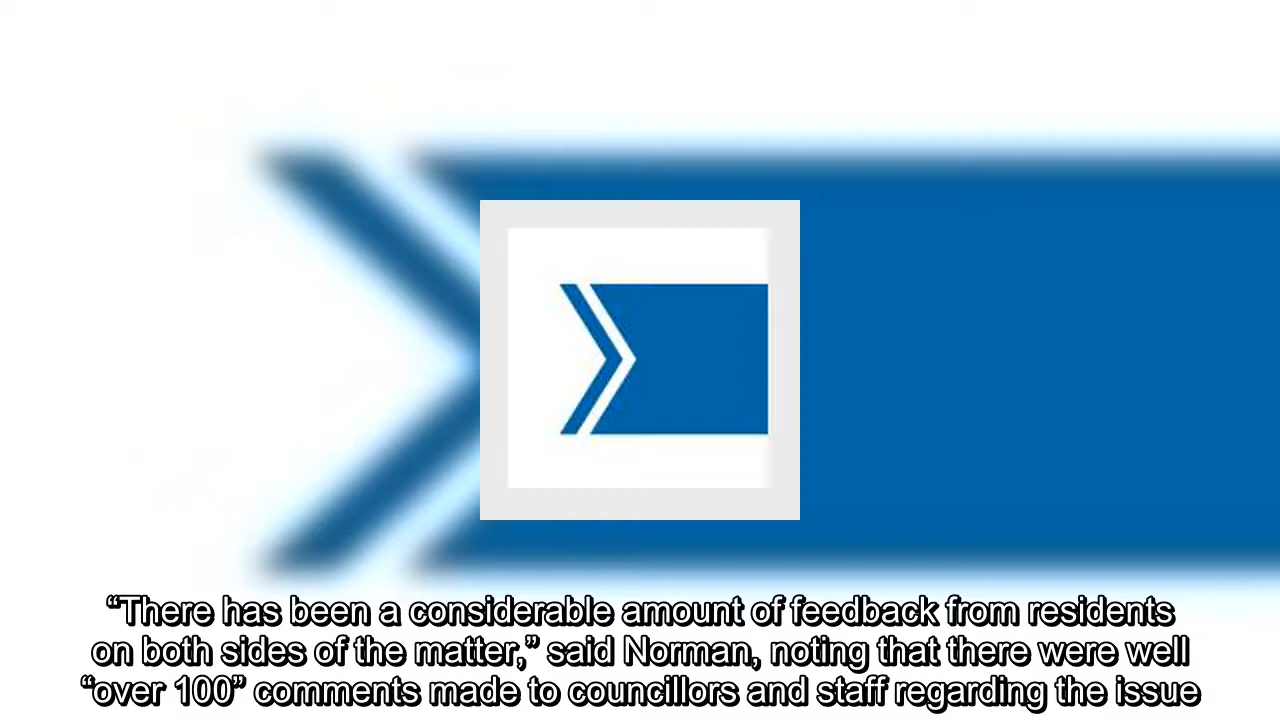 “There has been a considerable amount of feedback from residents
on both sides of the matter,” said Norman, noting that there were well
“over 100” comments made to councillors and staff regarding the issue